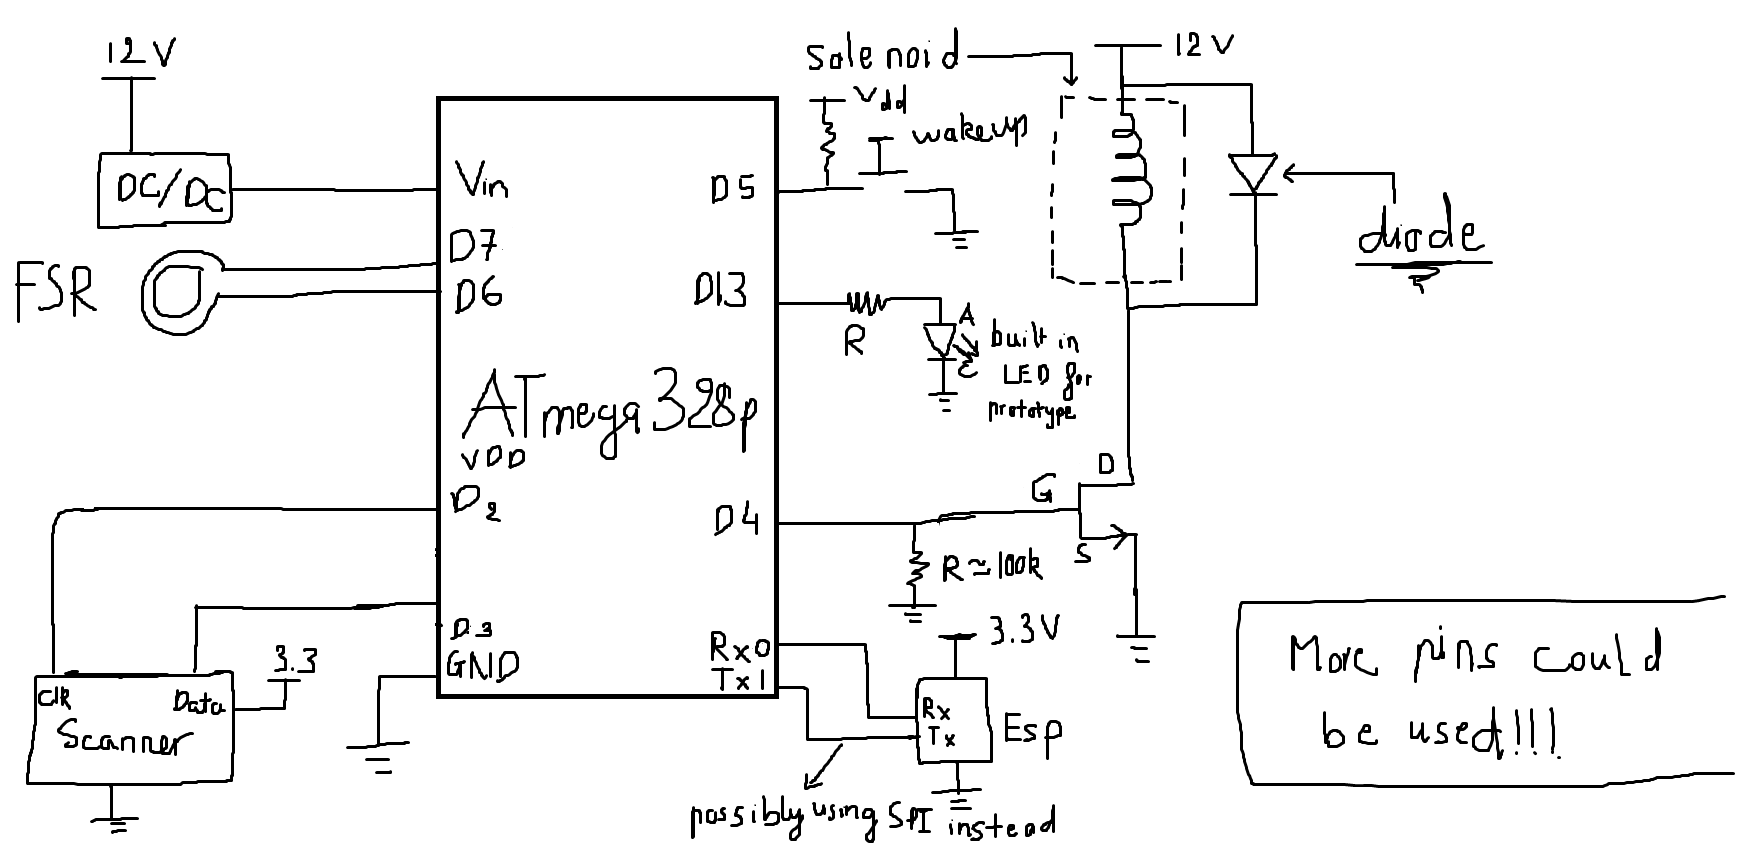 12V
DC/DC
FSR
Vin
D7
D6
ATmega328p
VDD
D2
D3
GND
Clk
Data
3.3
Scanner
D5
D13
D4
Rx0
Tx1
Solenoid
Vdd
wakeup
12V
diode
R
A
built in
LED for
prototype
D
G
S
R≃100k
3.3V
Rx
Tx
Esp
possibly using SPI instead
More pins could
be used!!!